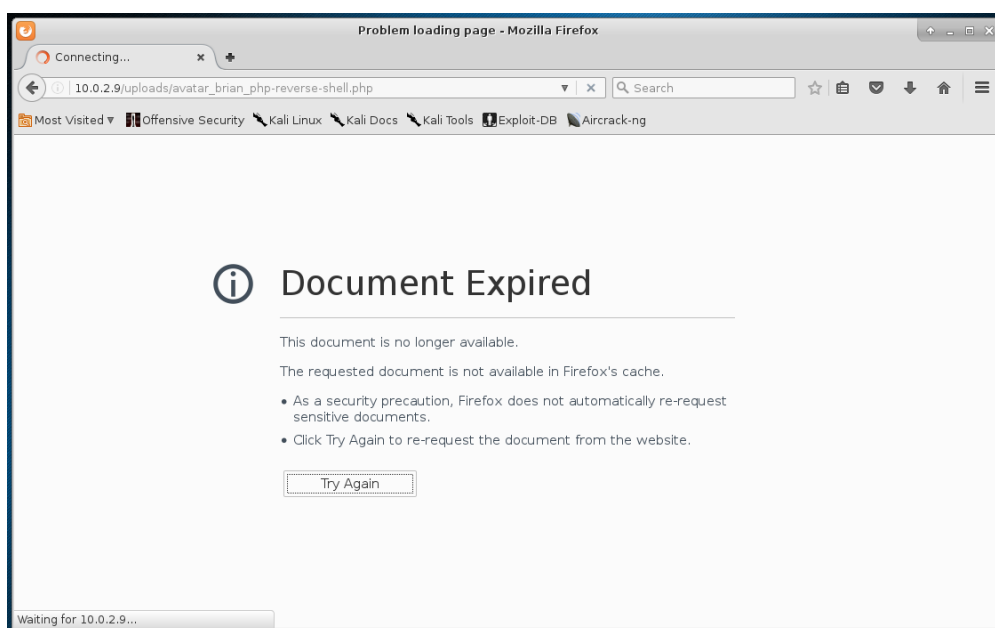 Problem loading page - Mozilla Firefox
Connecting...
10.0.2.9/uploads/avatar_brian_php-reverse-shell.php
Search
Most Visited Offensive Security Kali Linux Kali Docs Kali Tools Exploit-DB Aircrack-ng
Document Expired
This document is no longer available.
The requested document is not available in Firefox's cache.
• As a security precaution, Firefox does not automatically re-request
sensitive documents.
• Click Try Again to re-request the document from the website.
Try Again
Waiting for 10.0.2.9...